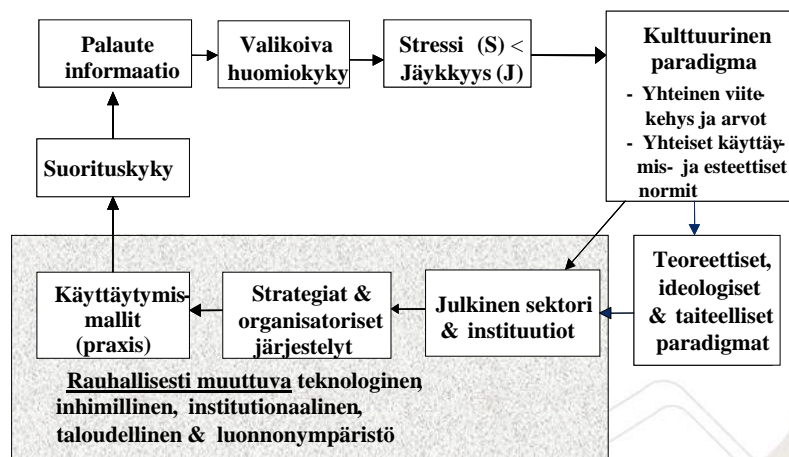 Palaute
informaatio
Valikoiva
huomiokyky
Stressi (S) <
Jäykkyys (J)
Kulttuurinen
paradigma
- Yhteinen viite-
kehys ja arvot
- Yhteiset käyttäy-
mis- ja esteettiset
normit
Suorituskyky
Teoreettiset,
ideologiset
& taiteelliset
paradigmat
Julkinen sektori
& instituutiot
Strategiat &
organisatoriset
järjestelyt
Käyttäytymis-
mallit
(praxis)
Rauhallisesti muuttuva teknologinen,
inhimillinen, institutionaalinen,
taloudellinen & luonnonympäristö